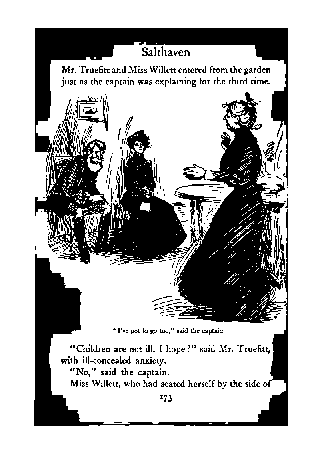 Salthaven
Mr. Truefitt and Miss Willett entered from the garden
just as the captain was explaining for the third time.
"I've got to go too," said the captain
"Children are not ill, I hope?" said Mr. Truefitt,
with ill-concealed anxiety.
"No," said the captain.
Miss Willett, who had seated herself by the side of
173